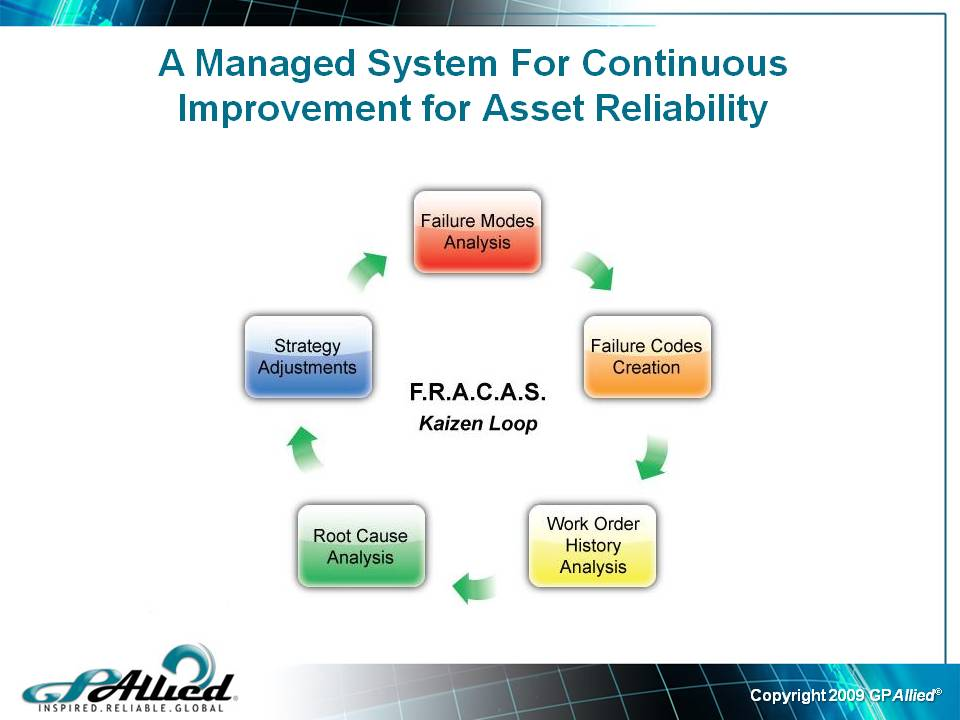 A Managed System For Continuous
Improvement for Asset Reliability
Failure Modes
Analysis
Failure Codes
Creation
Work Order
History
Analysis
Root Cause
Analysis
Strategy
Adjustments
F.R.A.C.A.S.
Kaizen Loop
GPAllied®
INSPIRED.RELIABLE.GLOBAL
Copyright 2009 GPAllied©